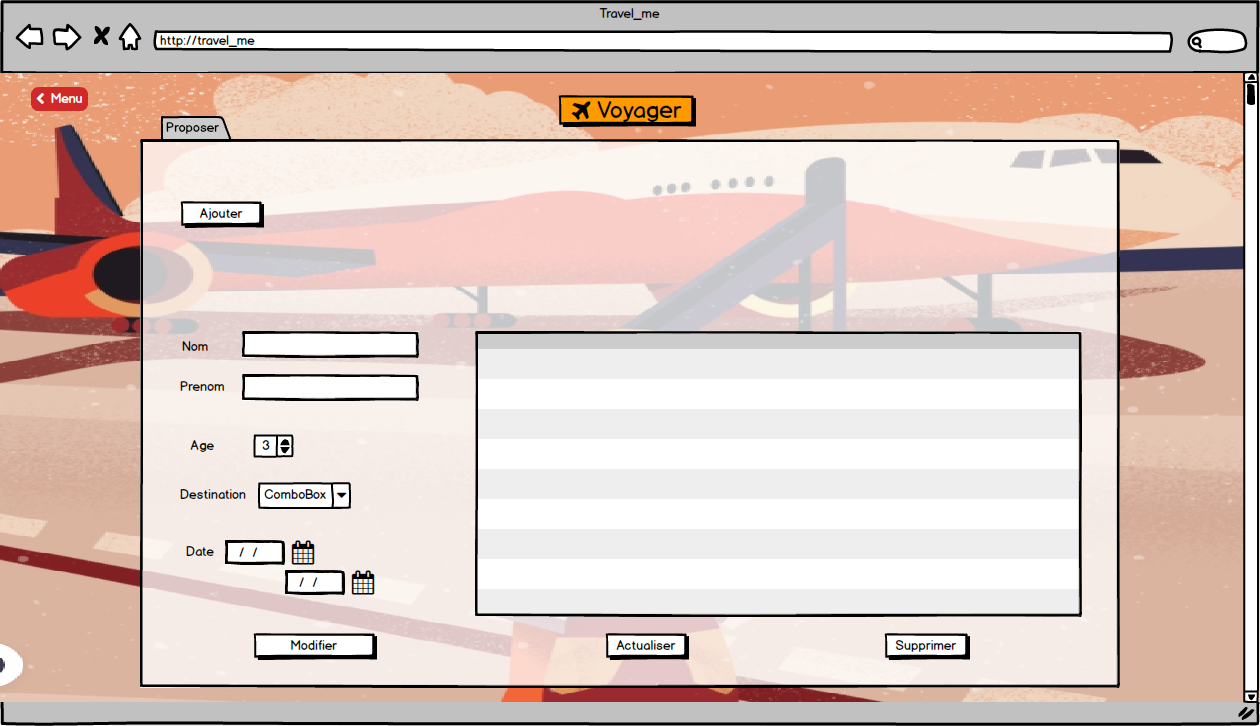 Travel_me
http://travel_me
Menu
Voyager
Proposer
Ajouter
Nom
Prenom
Age 3
Destination ComboBox
Date / /
/ /
Modifier Actualiser Supprimer